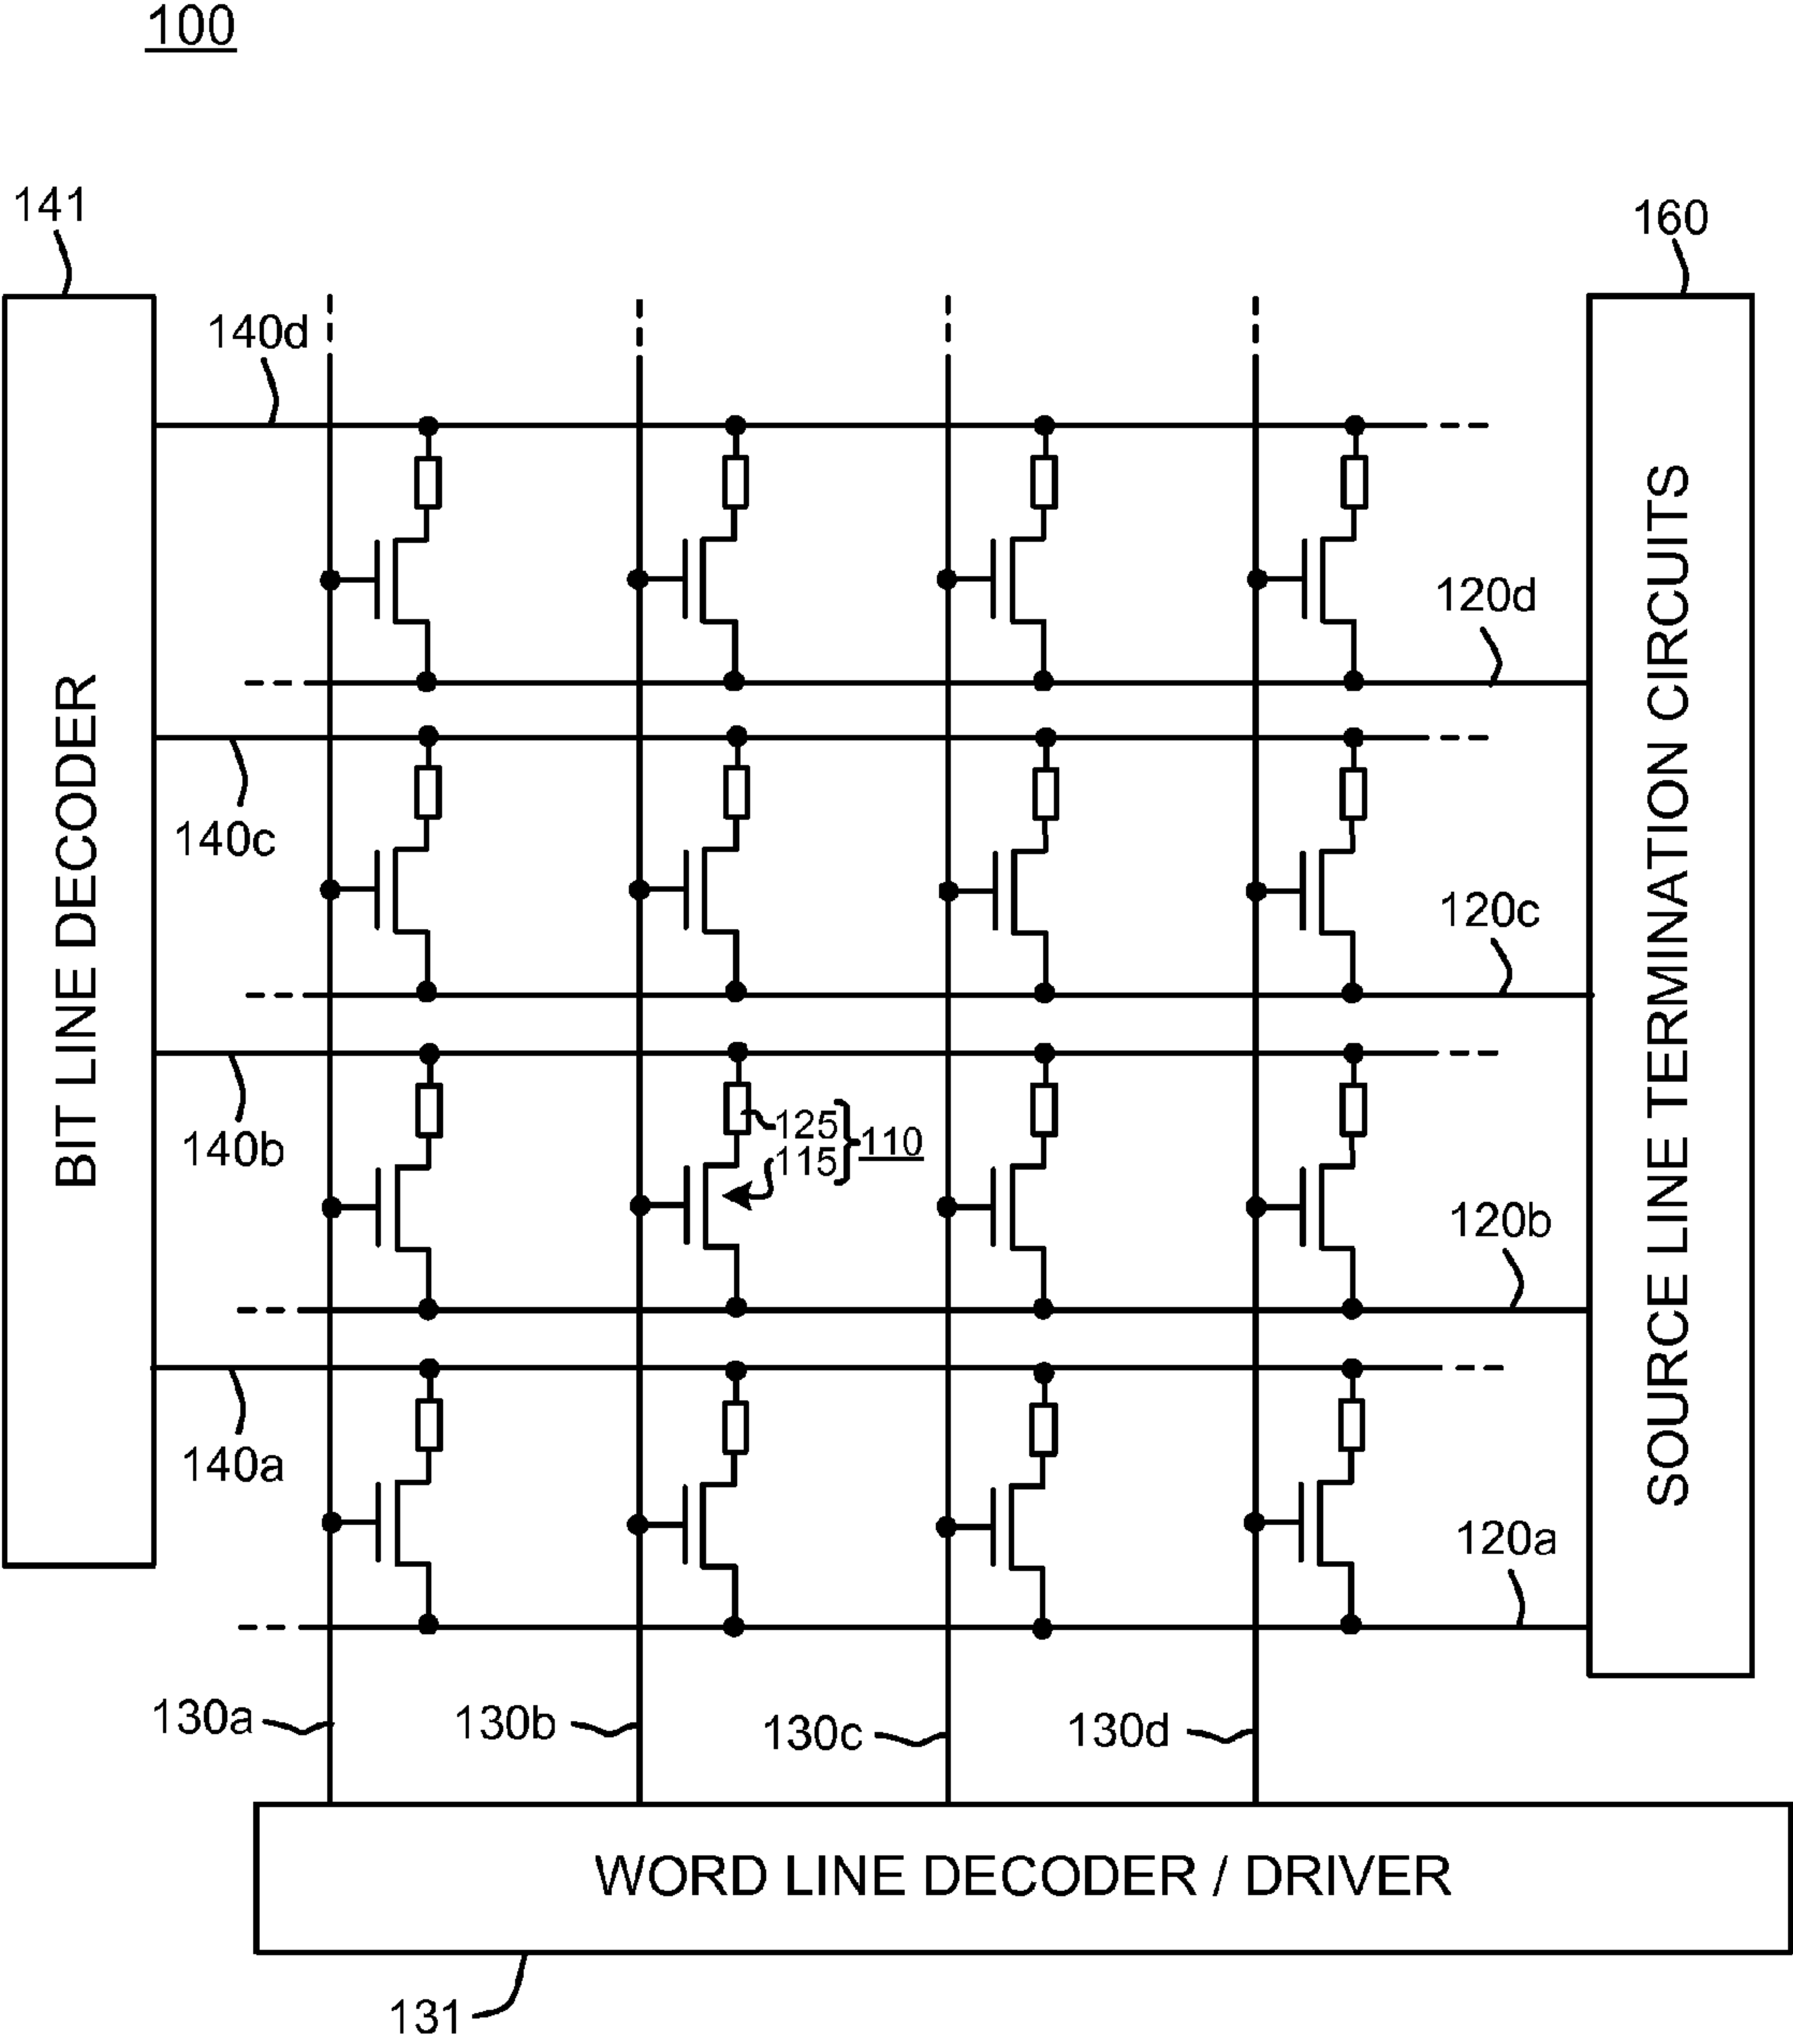 100
141
160
140d
120d
140c
120c
125
115
110
140b
120b
140a
120a
BIT LINE DECODER
SOURCE LINE TERMINATION CIRCUITS
130a
130b
130c
130d
WORD LINE DECODER / DRIVER
131